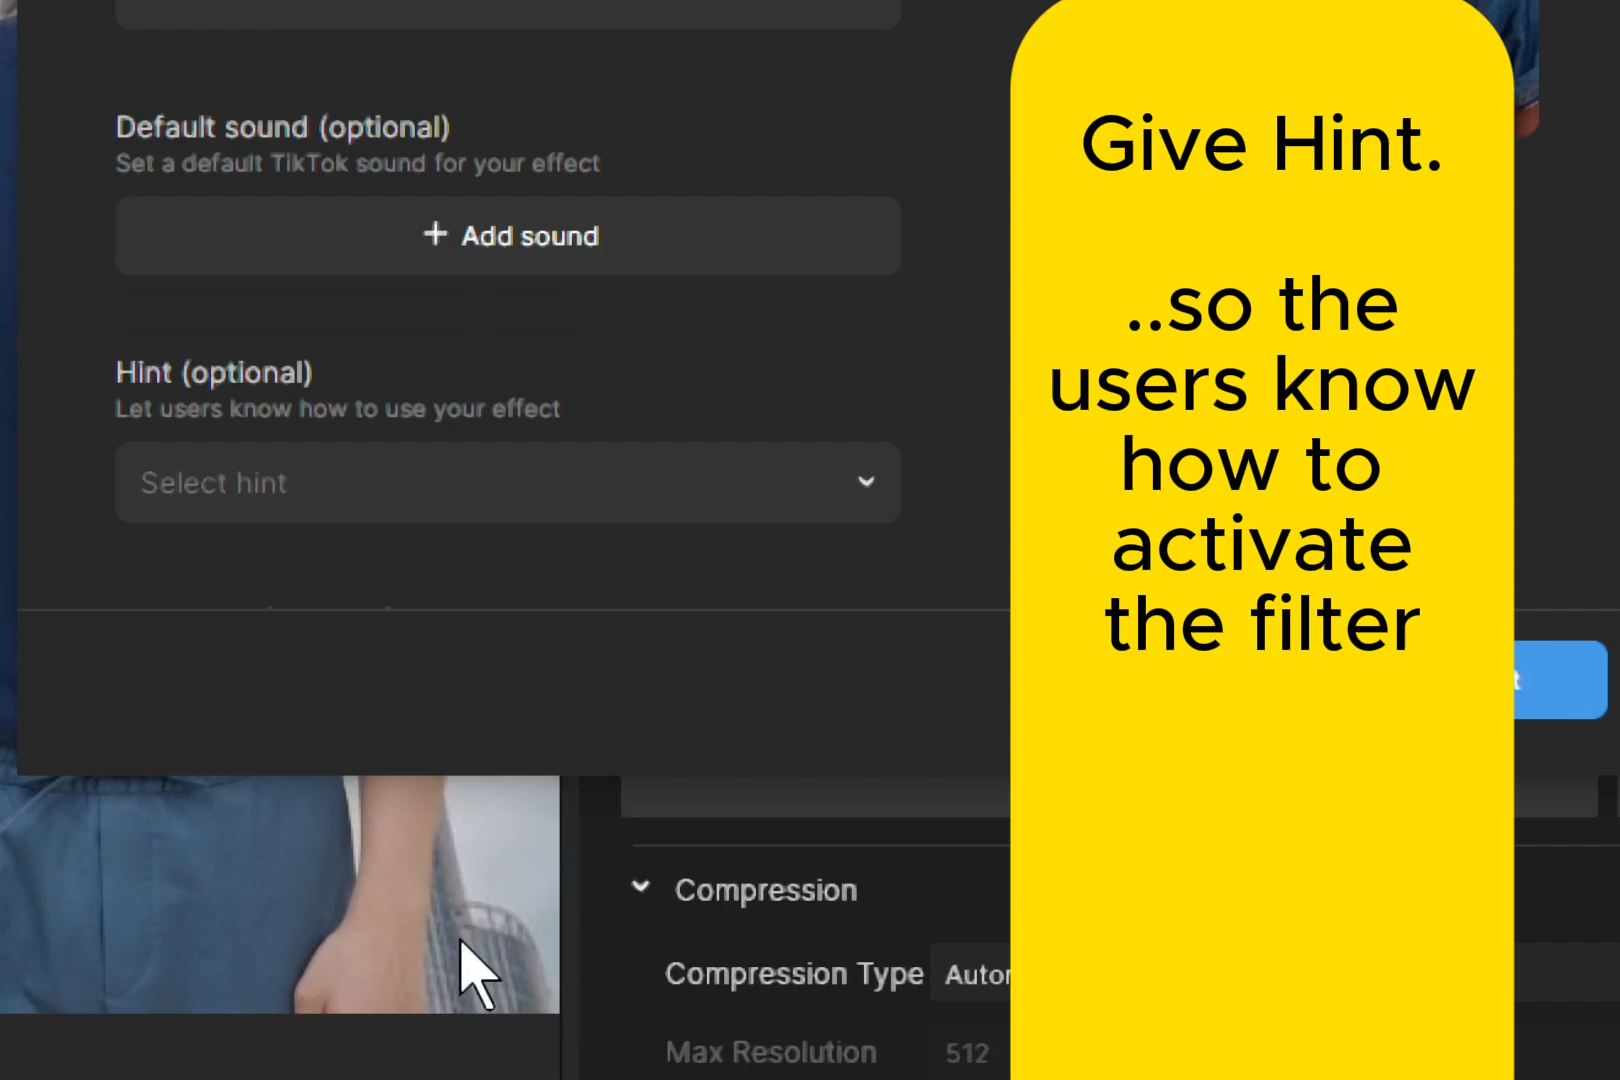 Default sound (optional)
Set a default TikTok sound for your effect
+ Add sound
Hint (optional)
Let users know how to use your effect
Select hint
Give Hint.
..so the
users know
how to
activate
the filter
Compression
Compression Type
Max Resolution 512